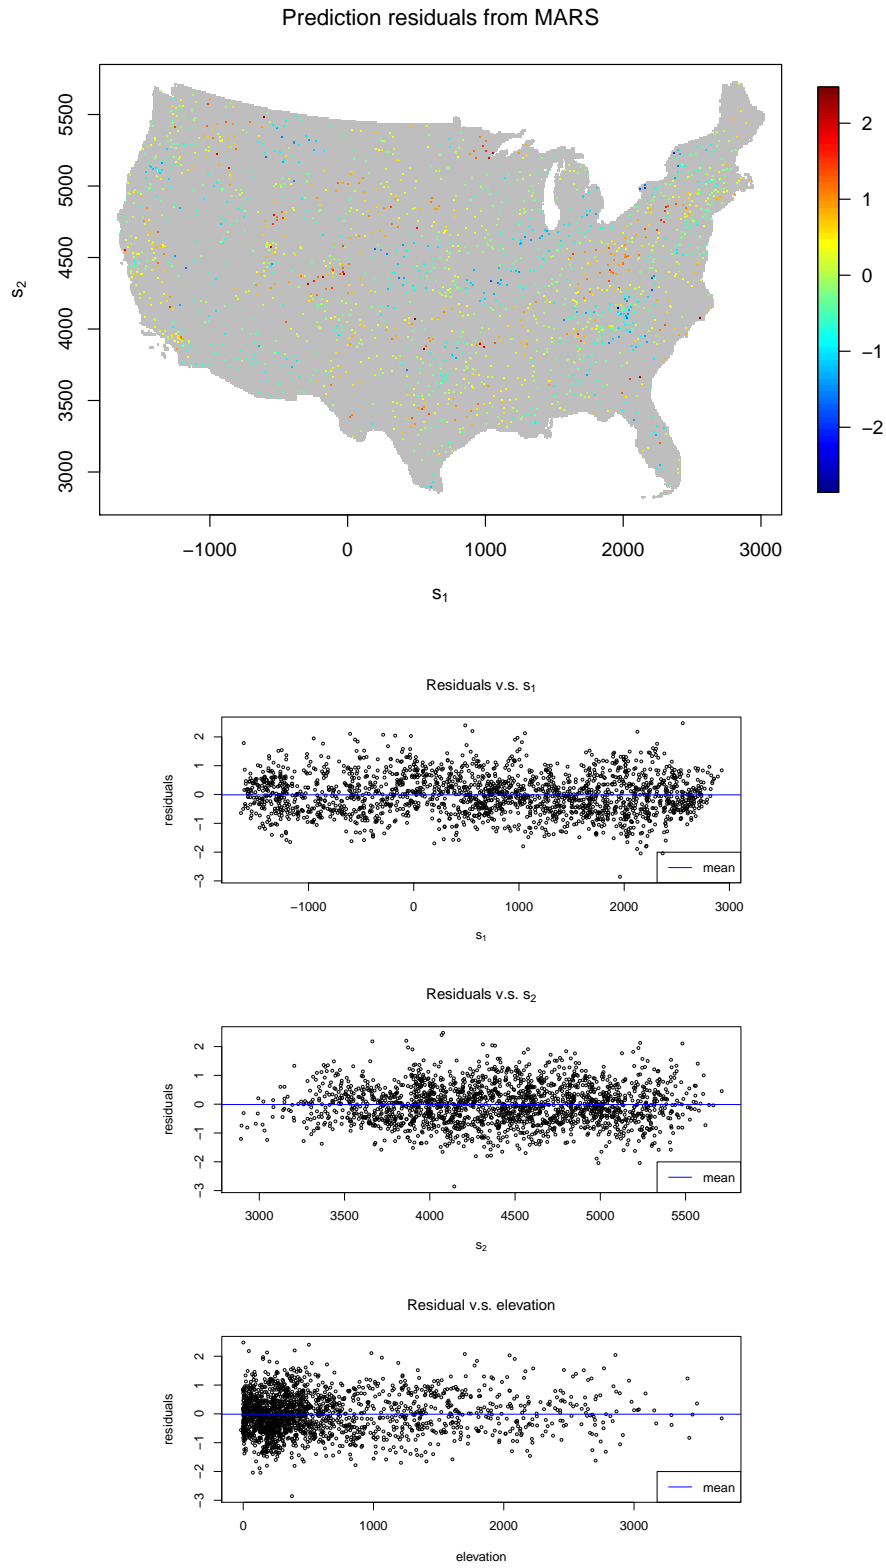 Prediction residuals from MARS
s₂
3000 3500 4000 4500 5000 5500
−1000 0 1000 2000 3000
s₁
2
1
0
−1
−2
Residuals v.s. s₁
residuals
−3 −2 −1 0 1 2
mean
−1000 0 1000 2000 3000
s₁
Residuals v.s. s₂
residuals
−3 −2 −1 0 1 2
mean
3000 3500 4000 4500 5000 5500
s₂
Residual v.s. elevation
residuals
−3 −2 −1 0 1 2
mean
0 1000 2000 3000
elevation